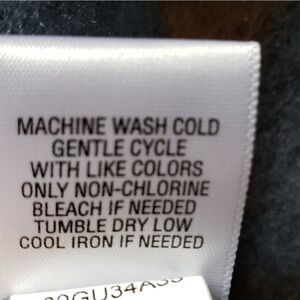 MACHINE WASH COLD
GENTLE CYCLE
WITH LIKE COLORS
ONLY NON-CHLORINE
BLEACH IF NEEDED
TUMBLE DRY LOW
COOL IRON IF NEEDED